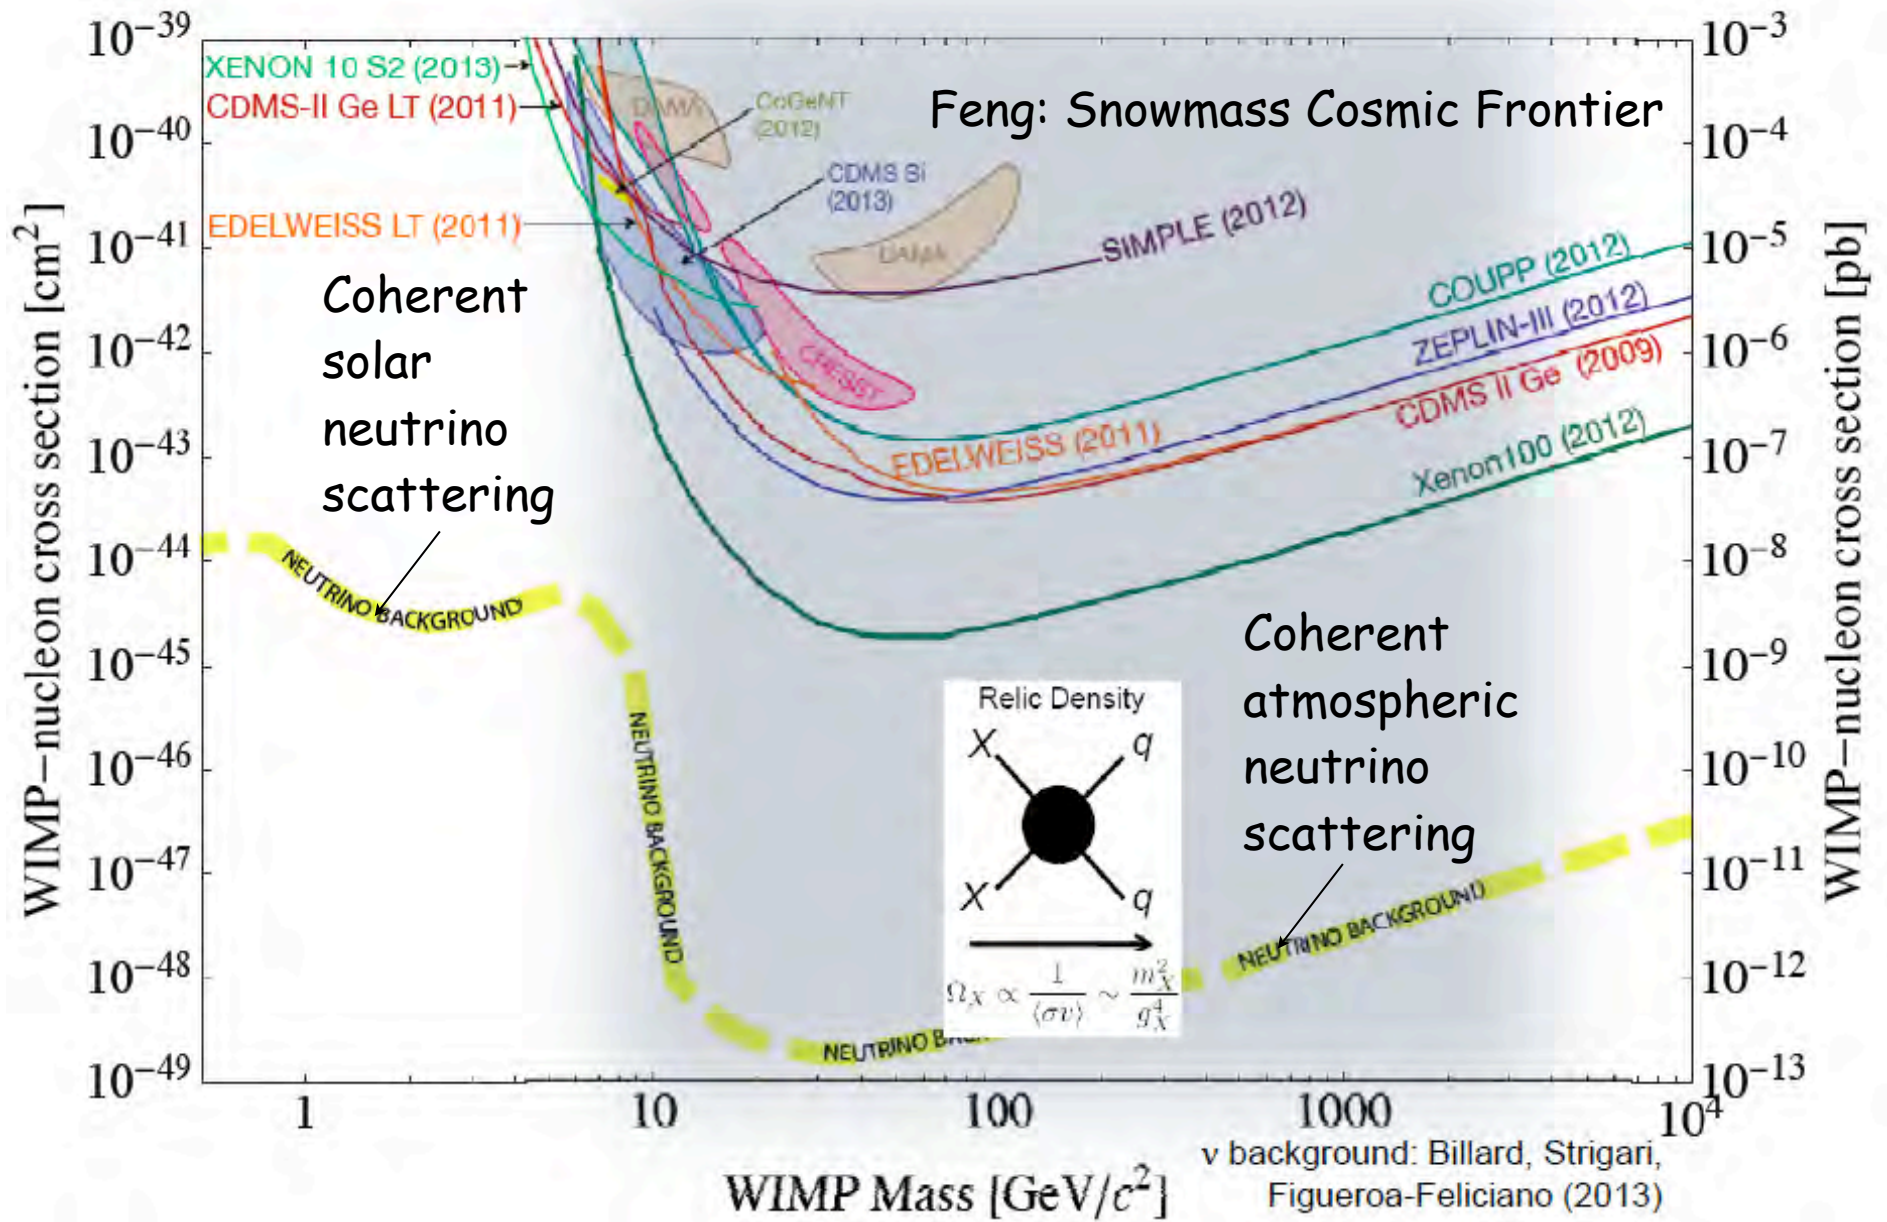 10⁻³⁹
10⁻⁴⁰
10⁻⁴¹
10⁻⁴²
10⁻⁴³
10⁻⁴⁴
10⁻⁴⁵
10⁻⁴⁶
10⁻⁴⁷
10⁻⁴⁸
10⁻⁴⁹
WIMP–nucleon cross section [cm²]
10⁻³
10⁻⁴
10⁻⁵
10⁻⁶
10⁻⁷
10⁻⁸
10⁻⁹
10⁻¹⁰
10⁻¹¹
10⁻¹²
10⁻¹³
WIMP–nucleon cross section [pb]
XENON 10 S2 (2013)
CDMS-II Ge LT (2011)
EDELWEISS LT (2011)
DAMA
CoGeNT
(2012)
CDMS Si
(2013)
Feng: Snowmass Cosmic Frontier
DAMA
SIMPLE (2012)
COUPP (2012)
ZEPLIN-III (2012)
CDMS II Ge (2009)
Xenon100 (2012)
EDELWEISS (2011)
CRESST
Coherent
solar
neutrino
scattering
NEUTRINO BACKGROUND
NEUTRINO BACKGROUND
NEUTRINO
Relic Density
X q
X q
Ω_X ∝ 1/⟨σv⟩ ~ m_X²/g_X⁴
Coherent
atmospheric
neutrino
scattering
NEUTRINO BACKGROUND
1 10 100 1000 10⁴
WIMP Mass [GeV/c²]
ν background: Billard, Strigari,
Figueroa-Feliciano (2013)